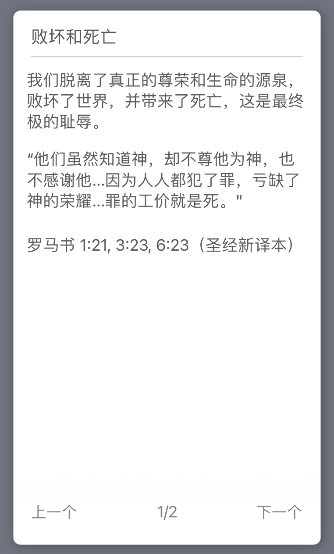 败坏和死亡
我们脱离了真正的尊荣和生命的源泉，
败坏了世界，并带来了死亡，这是最终
极的耻辱。
“他们虽然知道神，却不尊他为神，也
不感谢他...因为人人都犯了罪，亏缺了
神的荣耀...罪的工价就是死。"
罗马书 1:21, 3:23, 6:23（圣经新译本）
上一个 1/2 下一个